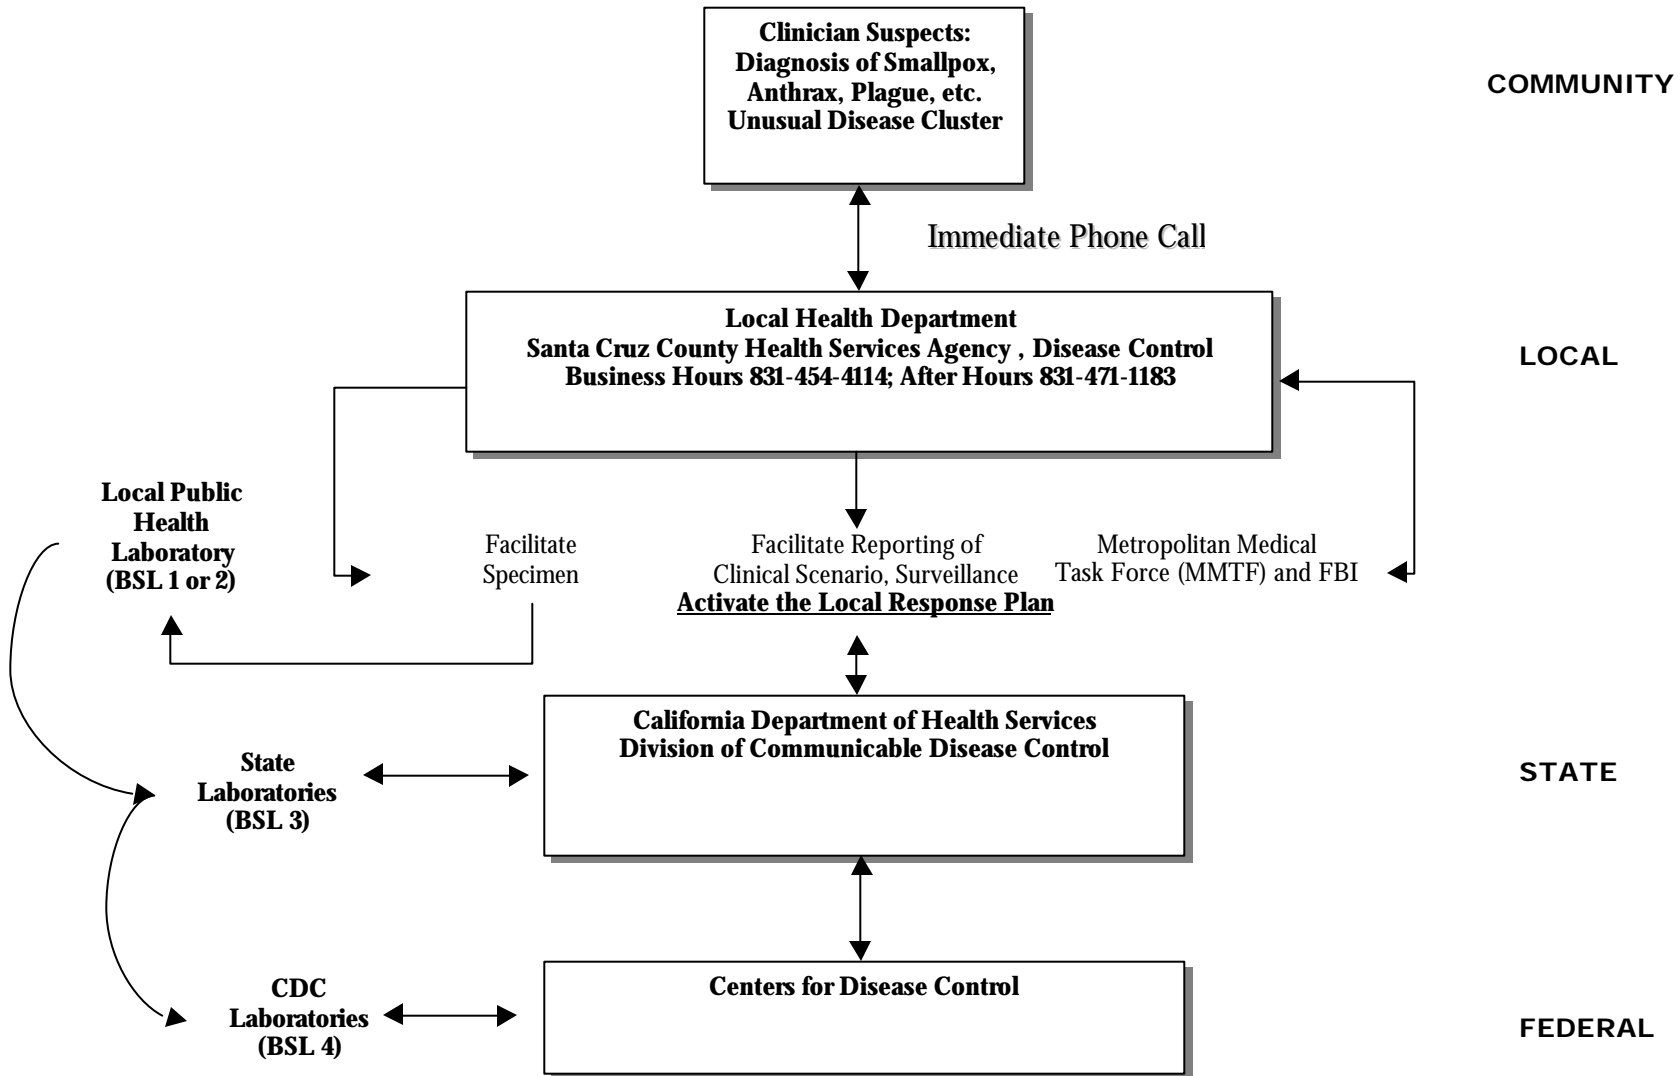 Clinician Suspects:
Diagnosis of Smallpox,
Anthrax, Plague, etc.
Unusual Disease Cluster
COMMUNITY
Immediate Phone Call
Local Health Department
Santa Cruz County Health Services Agency , Disease Control
Business Hours 831-454-4114; After Hours 831-471-1183
LOCAL
Local Public
Health
Laboratory
(BSL 1 or 2)
Facilitate
Specimen
Facilitate Reporting of
Clinical Scenario, Surveillance
Activate the Local Response Plan
Metropolitan Medical
Task Force (MMTF) and FBI
California Department of Health Services
Division of Communicable Disease Control
State
Laboratories
(BSL 3)
STATE
CDC
Laboratories
(BSL 4)
Centers for Disease Control
FEDERAL